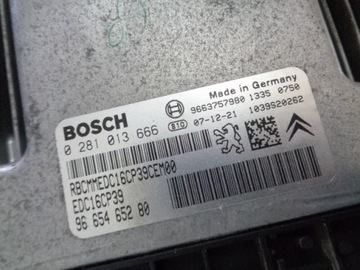 Made in Germany
BOSCH
9663757980 1335 0750
0 281 013 666
BTO 07-12-21 1039S20262
RBCMMEDC16CP39CEM00
EDC16CP39
96 654 652 80